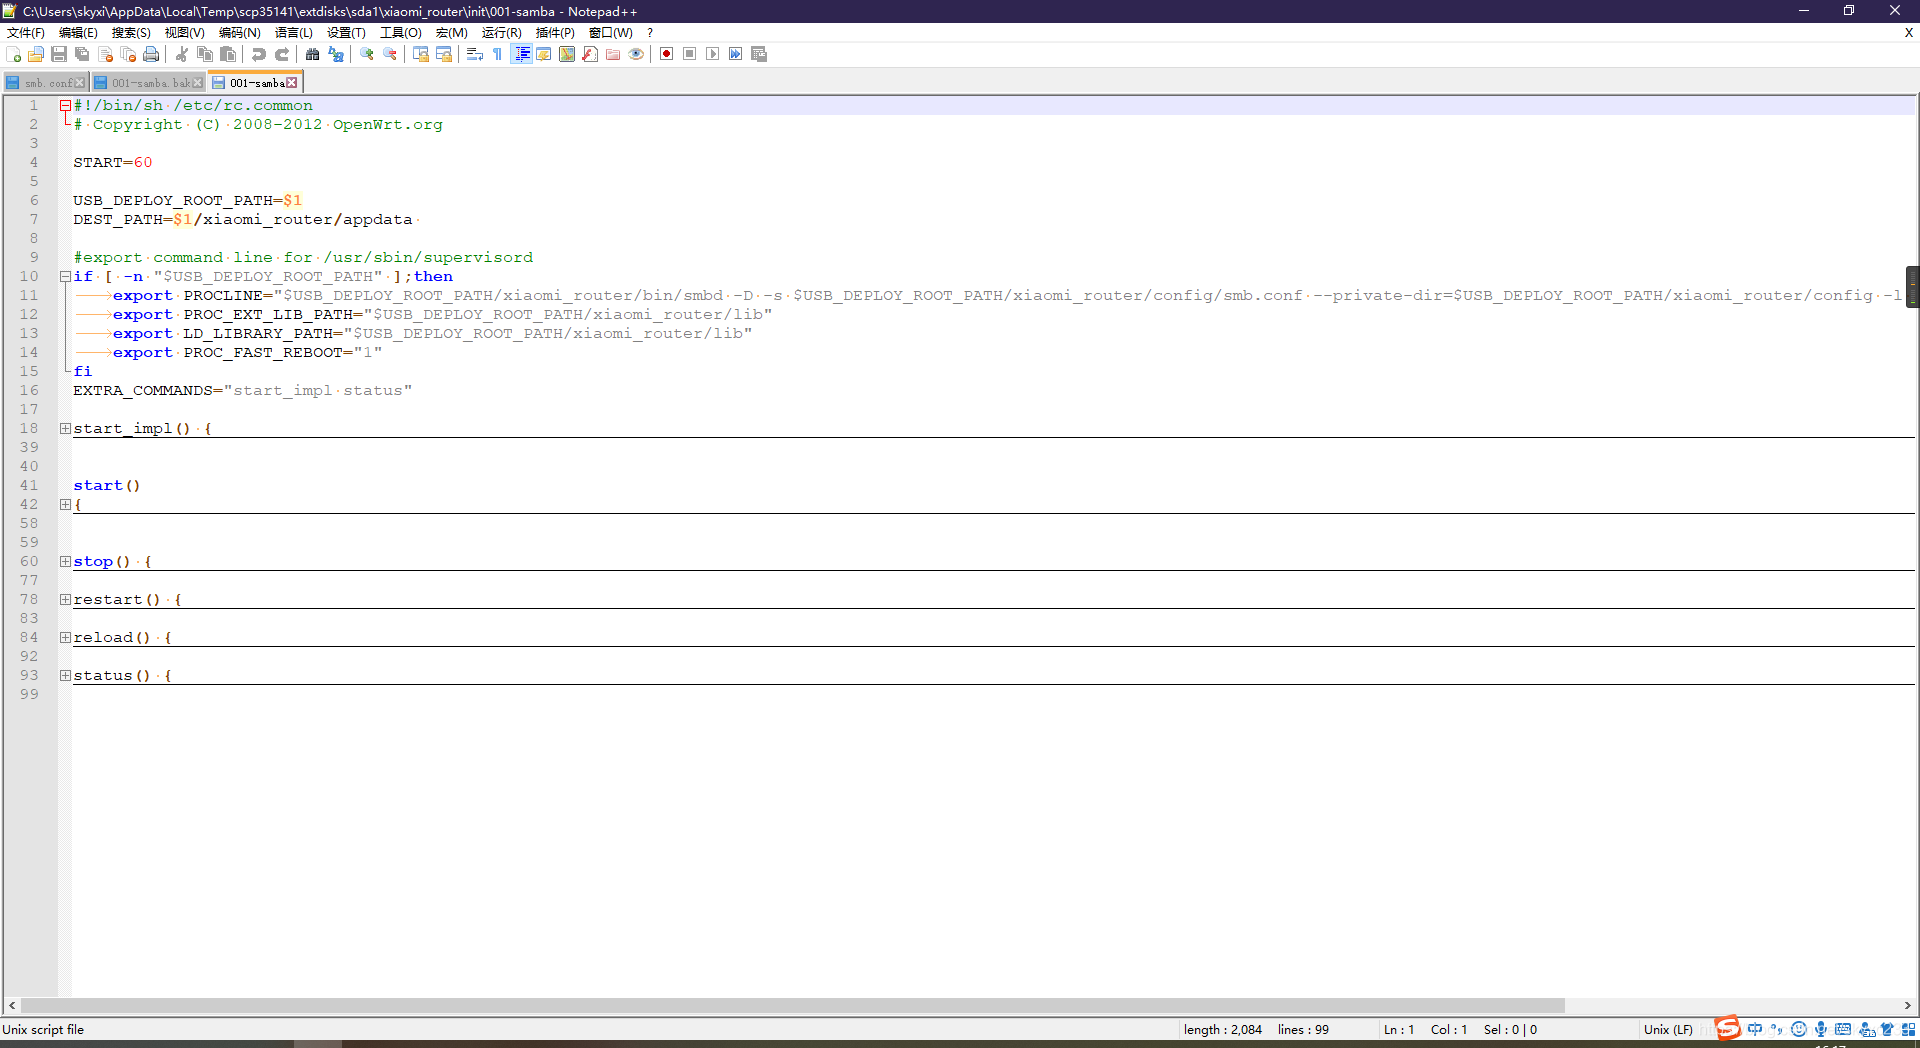 C:\Users\skyxi\AppData\Local\Temp\scp35141\extdisks\sda1\xiaomi_router\init\001-samba - Notepad++
文件(F) 编辑(E) 搜索(S) 视图(V) 编码(N) 语言(L) 设置(T) 工具(O) 宏(M) 运行(R) 插件(P) 窗口(W) ? X
smb.conf 001-samba.bak 001-samba
1 #!/bin/sh /etc/rc.common
2 # Copyright (C) 2008-2012 OpenWrt.org
3
4 START=60
5
6 USB_DEPLOY_ROOT_PATH=$1
7 DEST_PATH=$1/xiaomi_router/appdata
8
9 #export command line for /usr/sbin/supervisord
10 if [ -n "$USB_DEPLOY_ROOT_PATH" ];then
11 export PROCLINE="$USB_DEPLOY_ROOT_PATH/xiaomi_router/bin/smbd -D -s $USB_DEPLOY_ROOT_PATH/xiaomi_router/config/smb.conf --private-dir=$USB_DEPLOY_ROOT_PATH/xiaomi_router/config -l
12 export PROC_EXT_LIB_PATH="$USB_DEPLOY_ROOT_PATH/xiaomi_router/lib"
13 export LD_LIBRARY_PATH="$USB_DEPLOY_ROOT_PATH/xiaomi_router/lib"
14 export PROC_FAST_REBOOT="1"
15 fi
16 EXTRA_COMMANDS="start_impl status"
17
18 start_impl() {
39
40
41 start()
42 {
58
59
60 stop() {
77
78 restart() {
83
84 reload() {
92
93 status() {
99
Unix script file length : 2,084 lines : 99 Ln : 1 Col : 1 Sel : 0 | 0 Unix (LF) 中